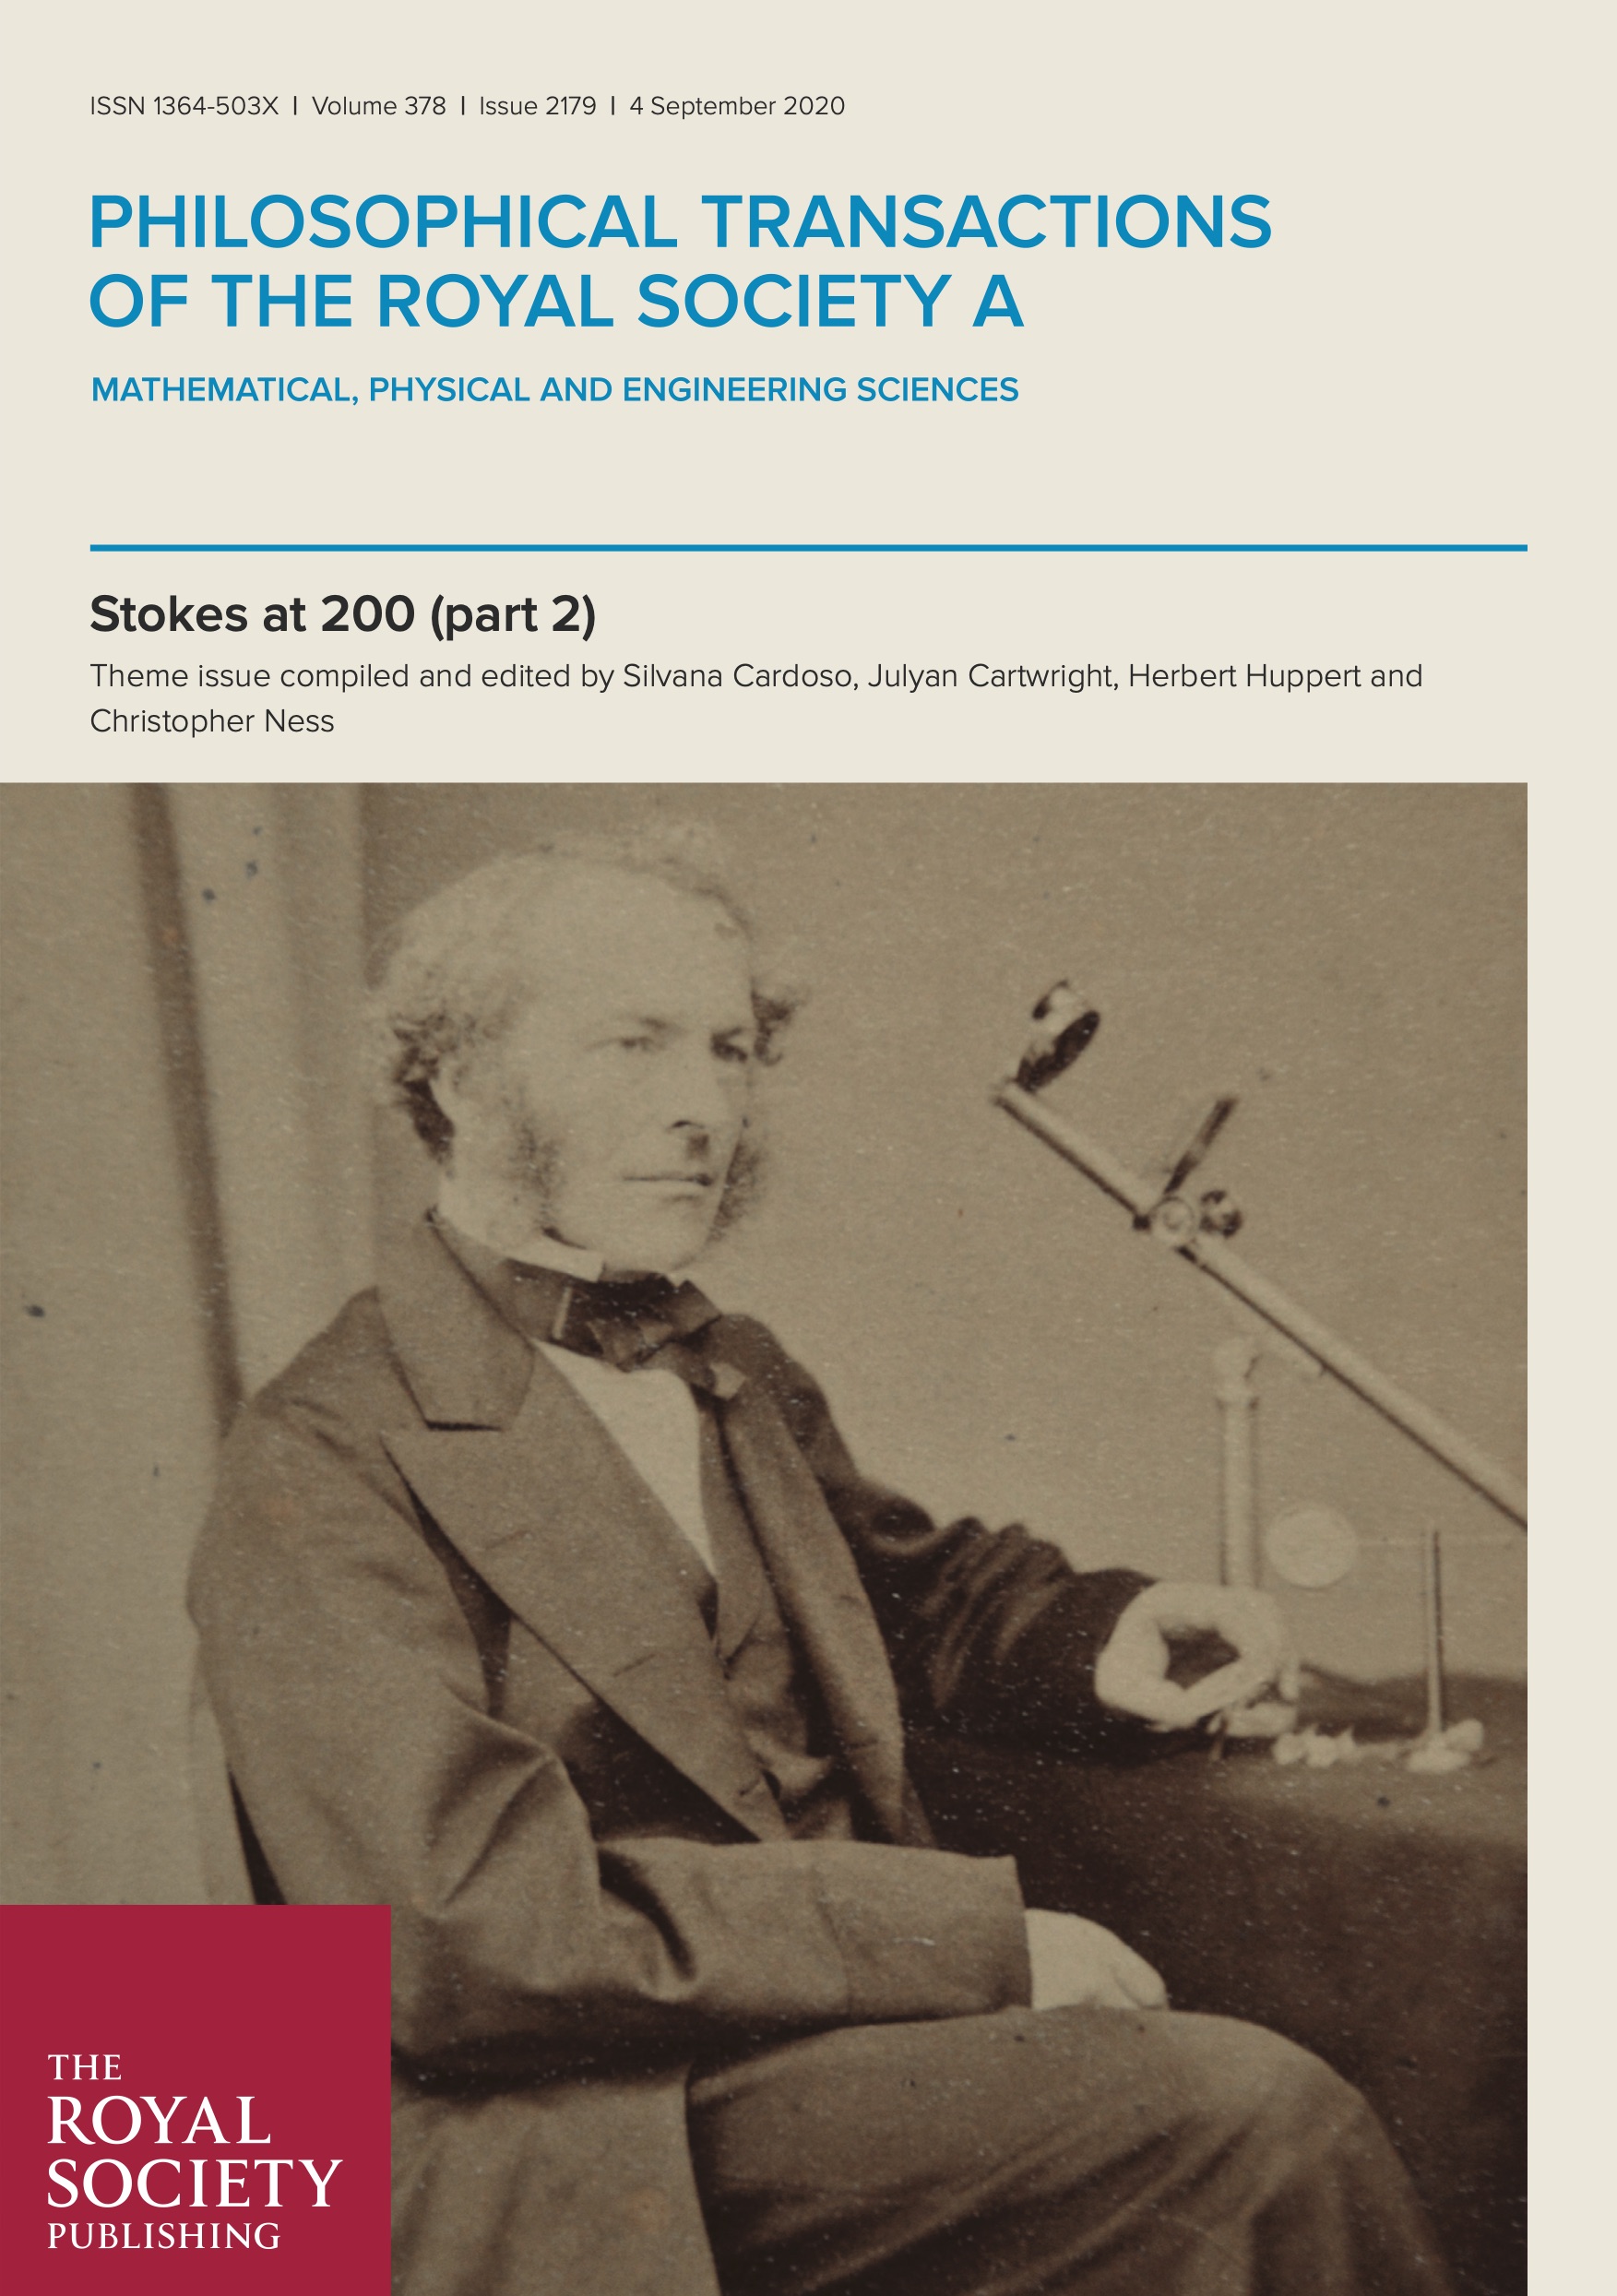 ISSN 1364-503X | Volume 378 | Issue 2179 | 4 September 2020
PHILOSOPHICAL TRANSACTIONS
OF THE ROYAL SOCIETY A
MATHEMATICAL, PHYSICAL AND ENGINEERING SCIENCES
Stokes at 200 (part 2)
Theme issue compiled and edited by Silvana Cardoso, Julyan Cartwright, Herbert Huppert and
Christopher Ness
THE
ROYAL
SOCIETY
PUBLISHING